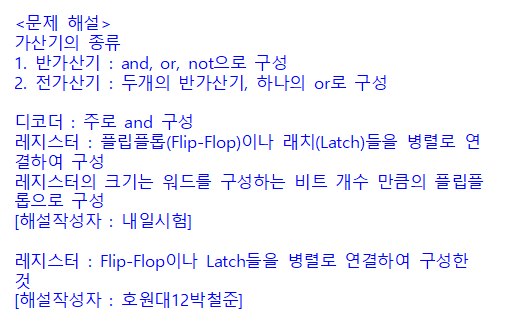 <문제 해설>
가산기의 종류
1. 반가산기 : and, or, not으로 구성
2. 전가산기 : 두개의 반가산기, 하나의 or로 구성
디코더 : 주로 and 구성
레지스터 : 플립플롭(Flip-Flop)이나 래치(Latch)들을 병렬로 연
결하여 구성
레지스터의 크기는 워드를 구성하는 비트 개수 만큼의 플립플
롭으로 구성
[해설작성자 : 내일시험]
레지스터 : Flip-Flop이나 Latch들을 병렬로 연결하여 구성한
것
[해설작성자 : 호원대12박철준]